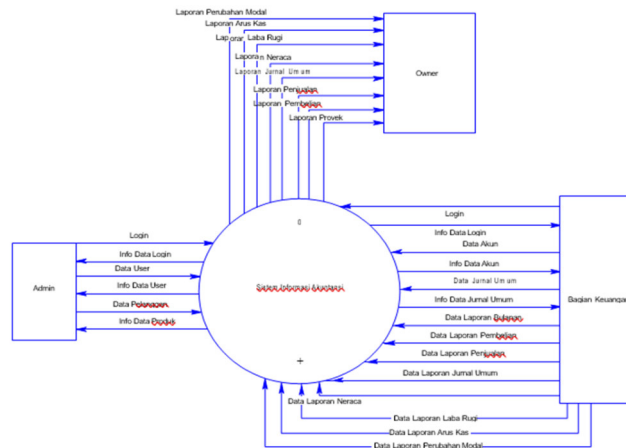 Laporan Perubahan Modal
Laporan Arus Kas
Laporan Laba Rugi
Laporan Neraca
Laporan Jurnal Umum
Laporan Penjualan
Laporan Pembelian
Laporan Proyek
Owner
0
Sistem Informasi Akuntansi
+
Admin
Login
Info Data Login
Data User
Info Data User
Data Pelanggan
Info Data Produk
Bagian Keuangan
Login
Info Data Login
Data Akun
Info Data Akun
Data Jurnal Umum
Info Data Jurnal Umum
Data Laporan Bulanan
Data Laporan Pembelian
Data Laporan Penjualan
Data Laporan Jurnal Umum
Data Laporan Neraca
Data Laporan Laba Rugi
Data Laporan Arus Kas
Data Laporan Perubahan Modal